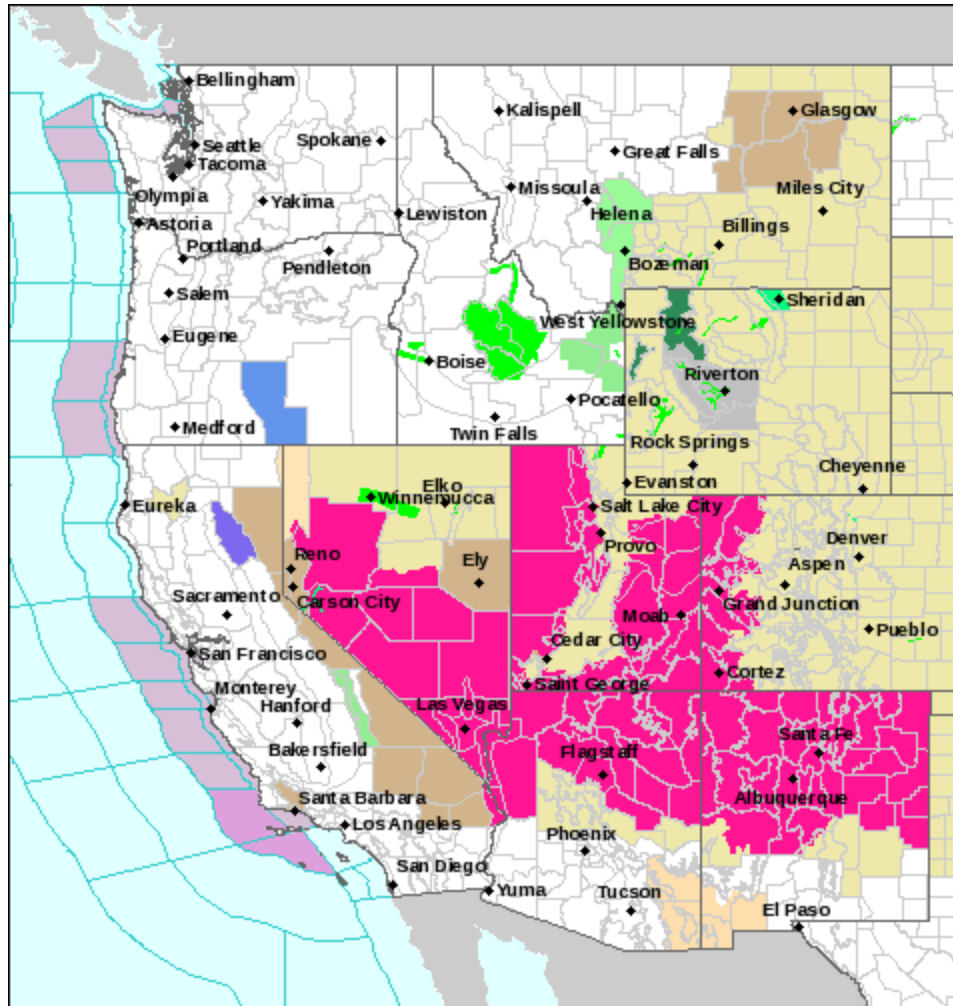 Bellingham
Kalispell
Glasgow
Seattle
Spokane
Great Falls
Tacoma
Olympia
Missoula
Miles City
Yakima
Lewiston
Helena
Astoria
Billings
Portland
Pendleton
Bozeman
Salem
Sheridan
West Yellowstone
Eugene
Boise
Riverton
Pocatello
Medford
Twin Falls
Rock Springs
Cheyenne
Evanston
Elko
Winnemucca
Eureka
Salt Lake City
Provo
Denver
Reno
Ely
Aspen
Sacramento
Carson City
Grand Junction
Moab
Pueblo
Cedar City
San Francisco
Cortez
Saint George
Monterey
Hanford
Las Vegas
Bakersfield
Flagstaff
Santa Fe
Santa Barbara
Albuquerque
Los Angeles
Phoenix
San Diego
Yuma
Tucson
El Paso